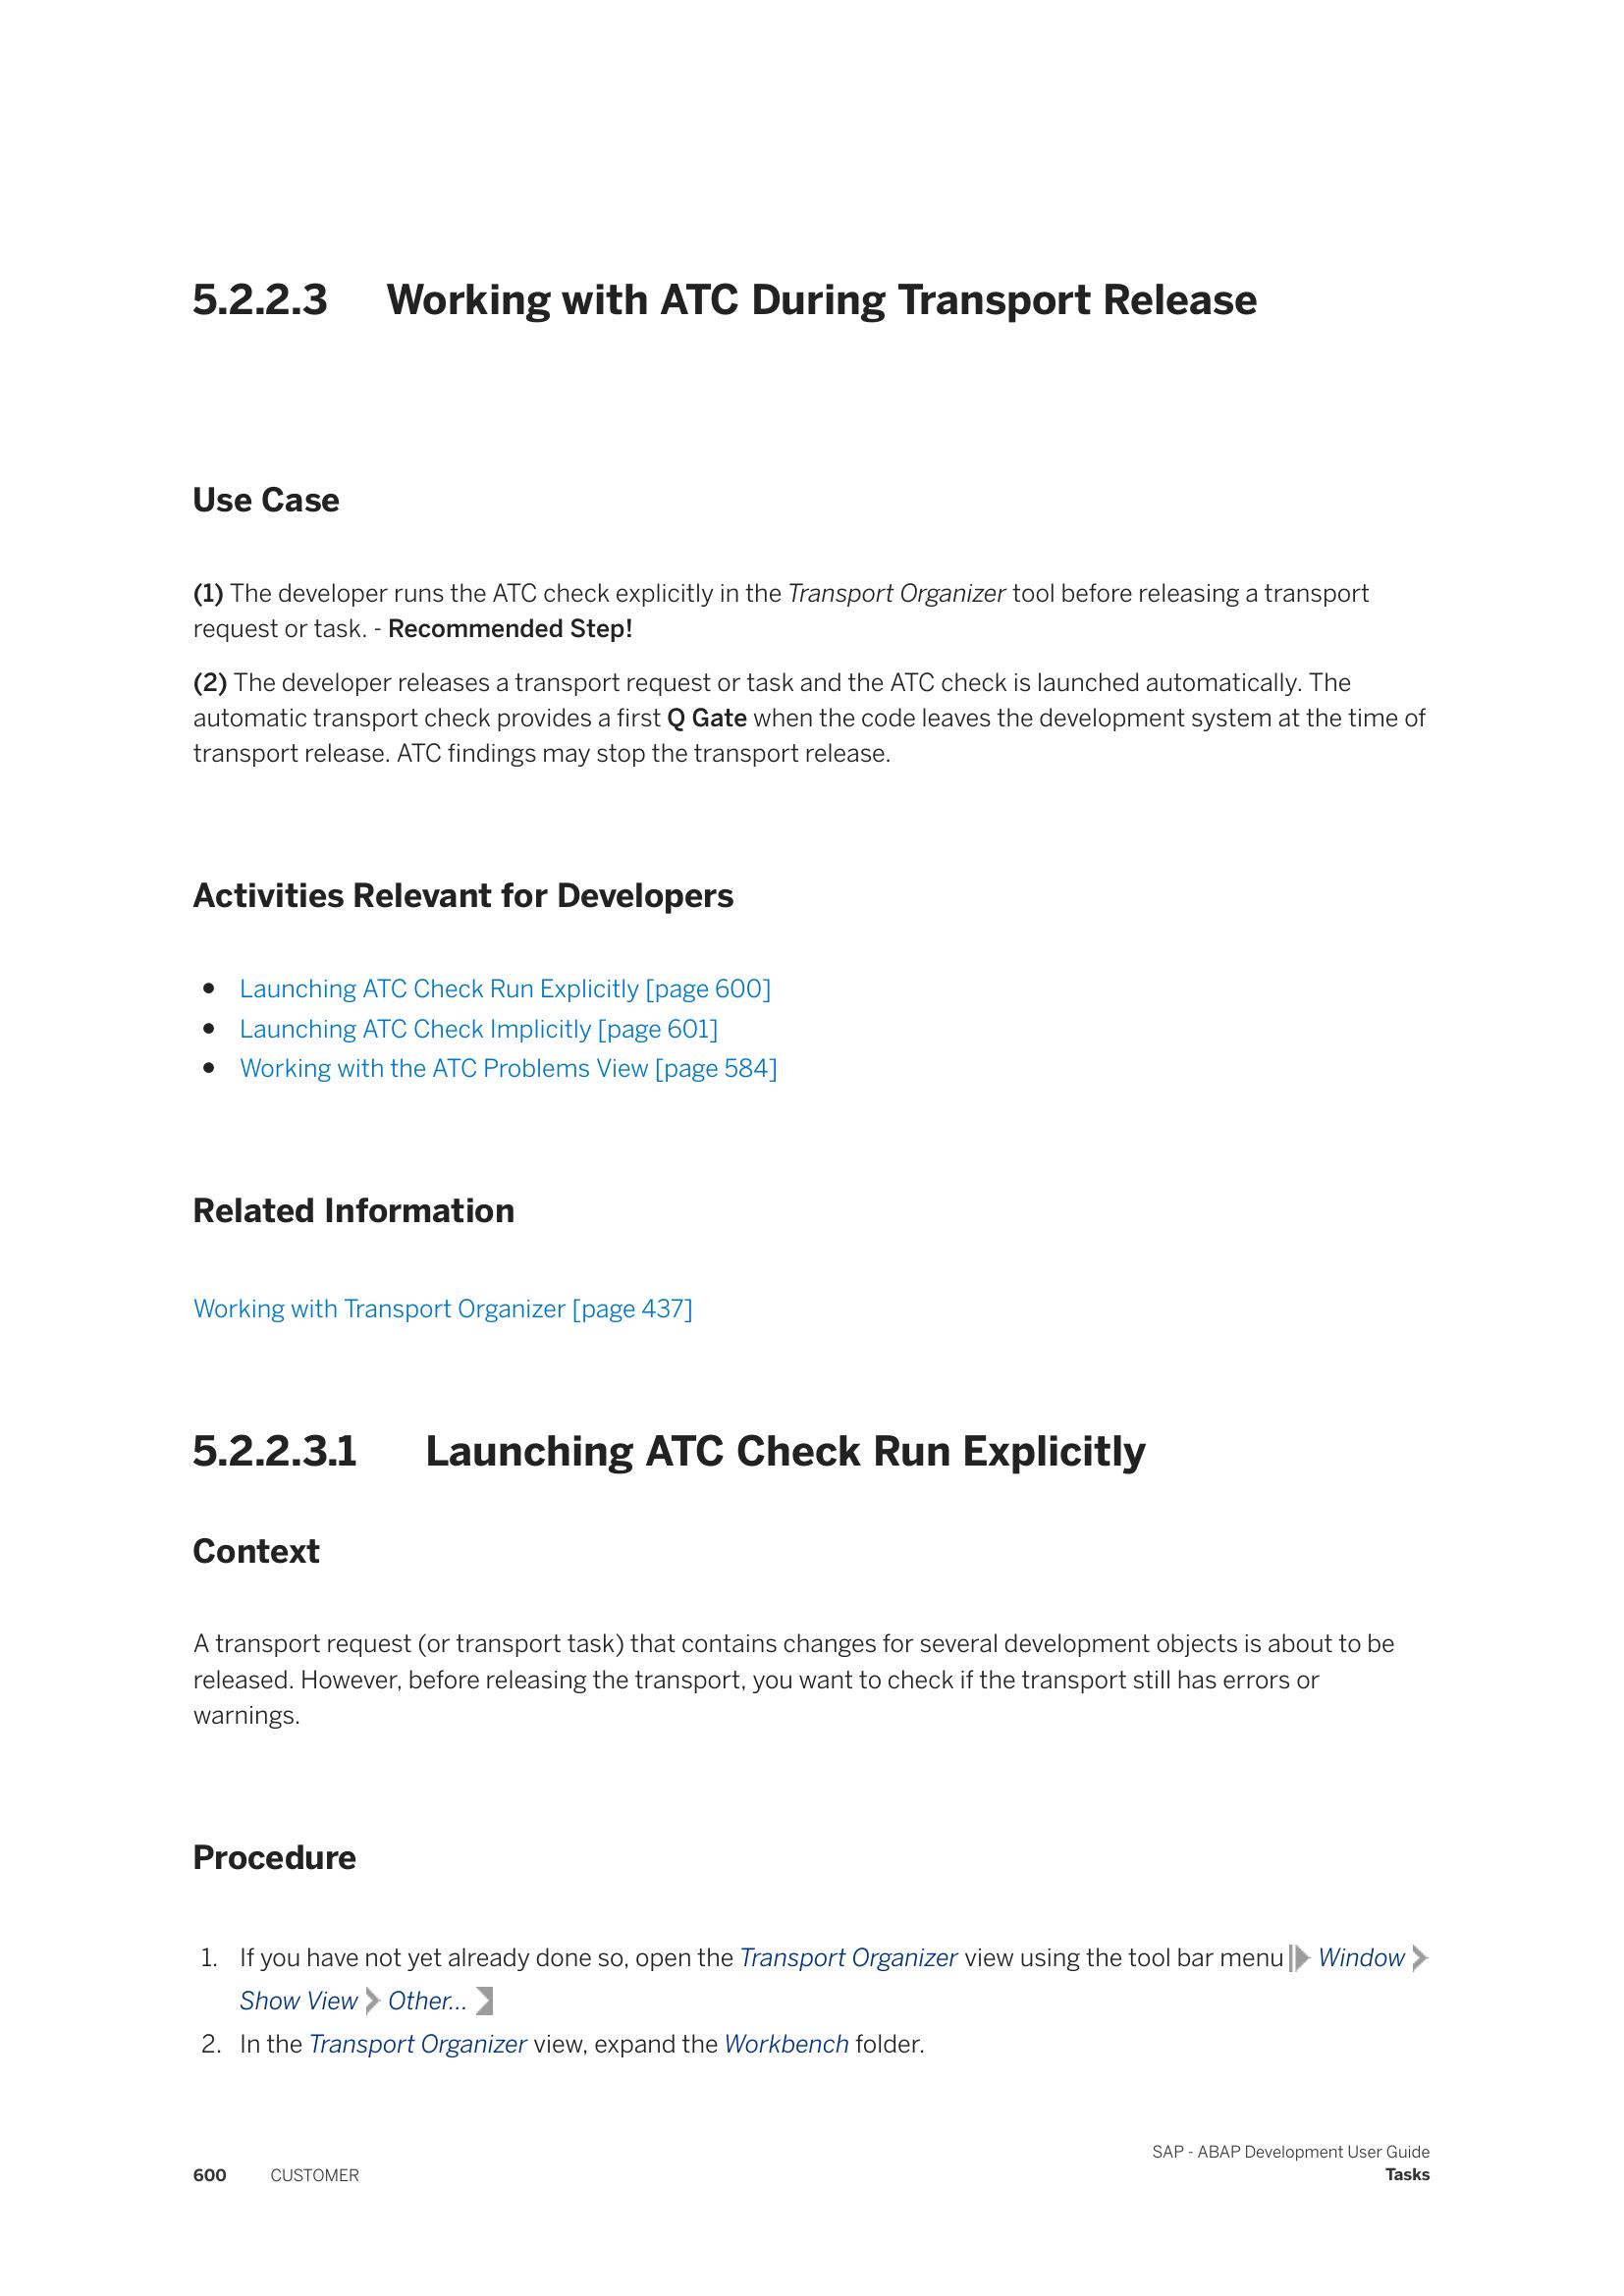 5.2.2.3 Working with ATC During Transport Release
Use Case
(1) The developer runs the ATC check explicitly in the Transport Organizer tool before releasing a transport
request or task. - Recommended Step!
(2) The developer releases a transport request or task and the ATC check is launched automatically. The
automatic transport check provides a first Q Gate when the code leaves the development system at the time of
transport release. ATC findings may stop the transport release.
Activities Relevant for Developers
● Launching ATC Check Run Explicitly [page 600]
● Launching ATC Check Implicitly [page 601]
● Working with the ATC Problems View [page 584]
Related Information
Working with Transport Organizer [page 437]
5.2.2.3.1 Launching ATC Check Run Explicitly
Context
A transport request (or transport task) that contains changes for several development objects is about to be
released. However, before releasing the transport, you want to check if the transport still has errors or
warnings.
Procedure
1. If you have not yet already done so, open the Transport Organizer view using the tool bar menu Window
Show View Other...
2. In the Transport Organizer view, expand the Workbench folder.
SAP - ABAP Development User Guide
600 CUSTOMER Tasks